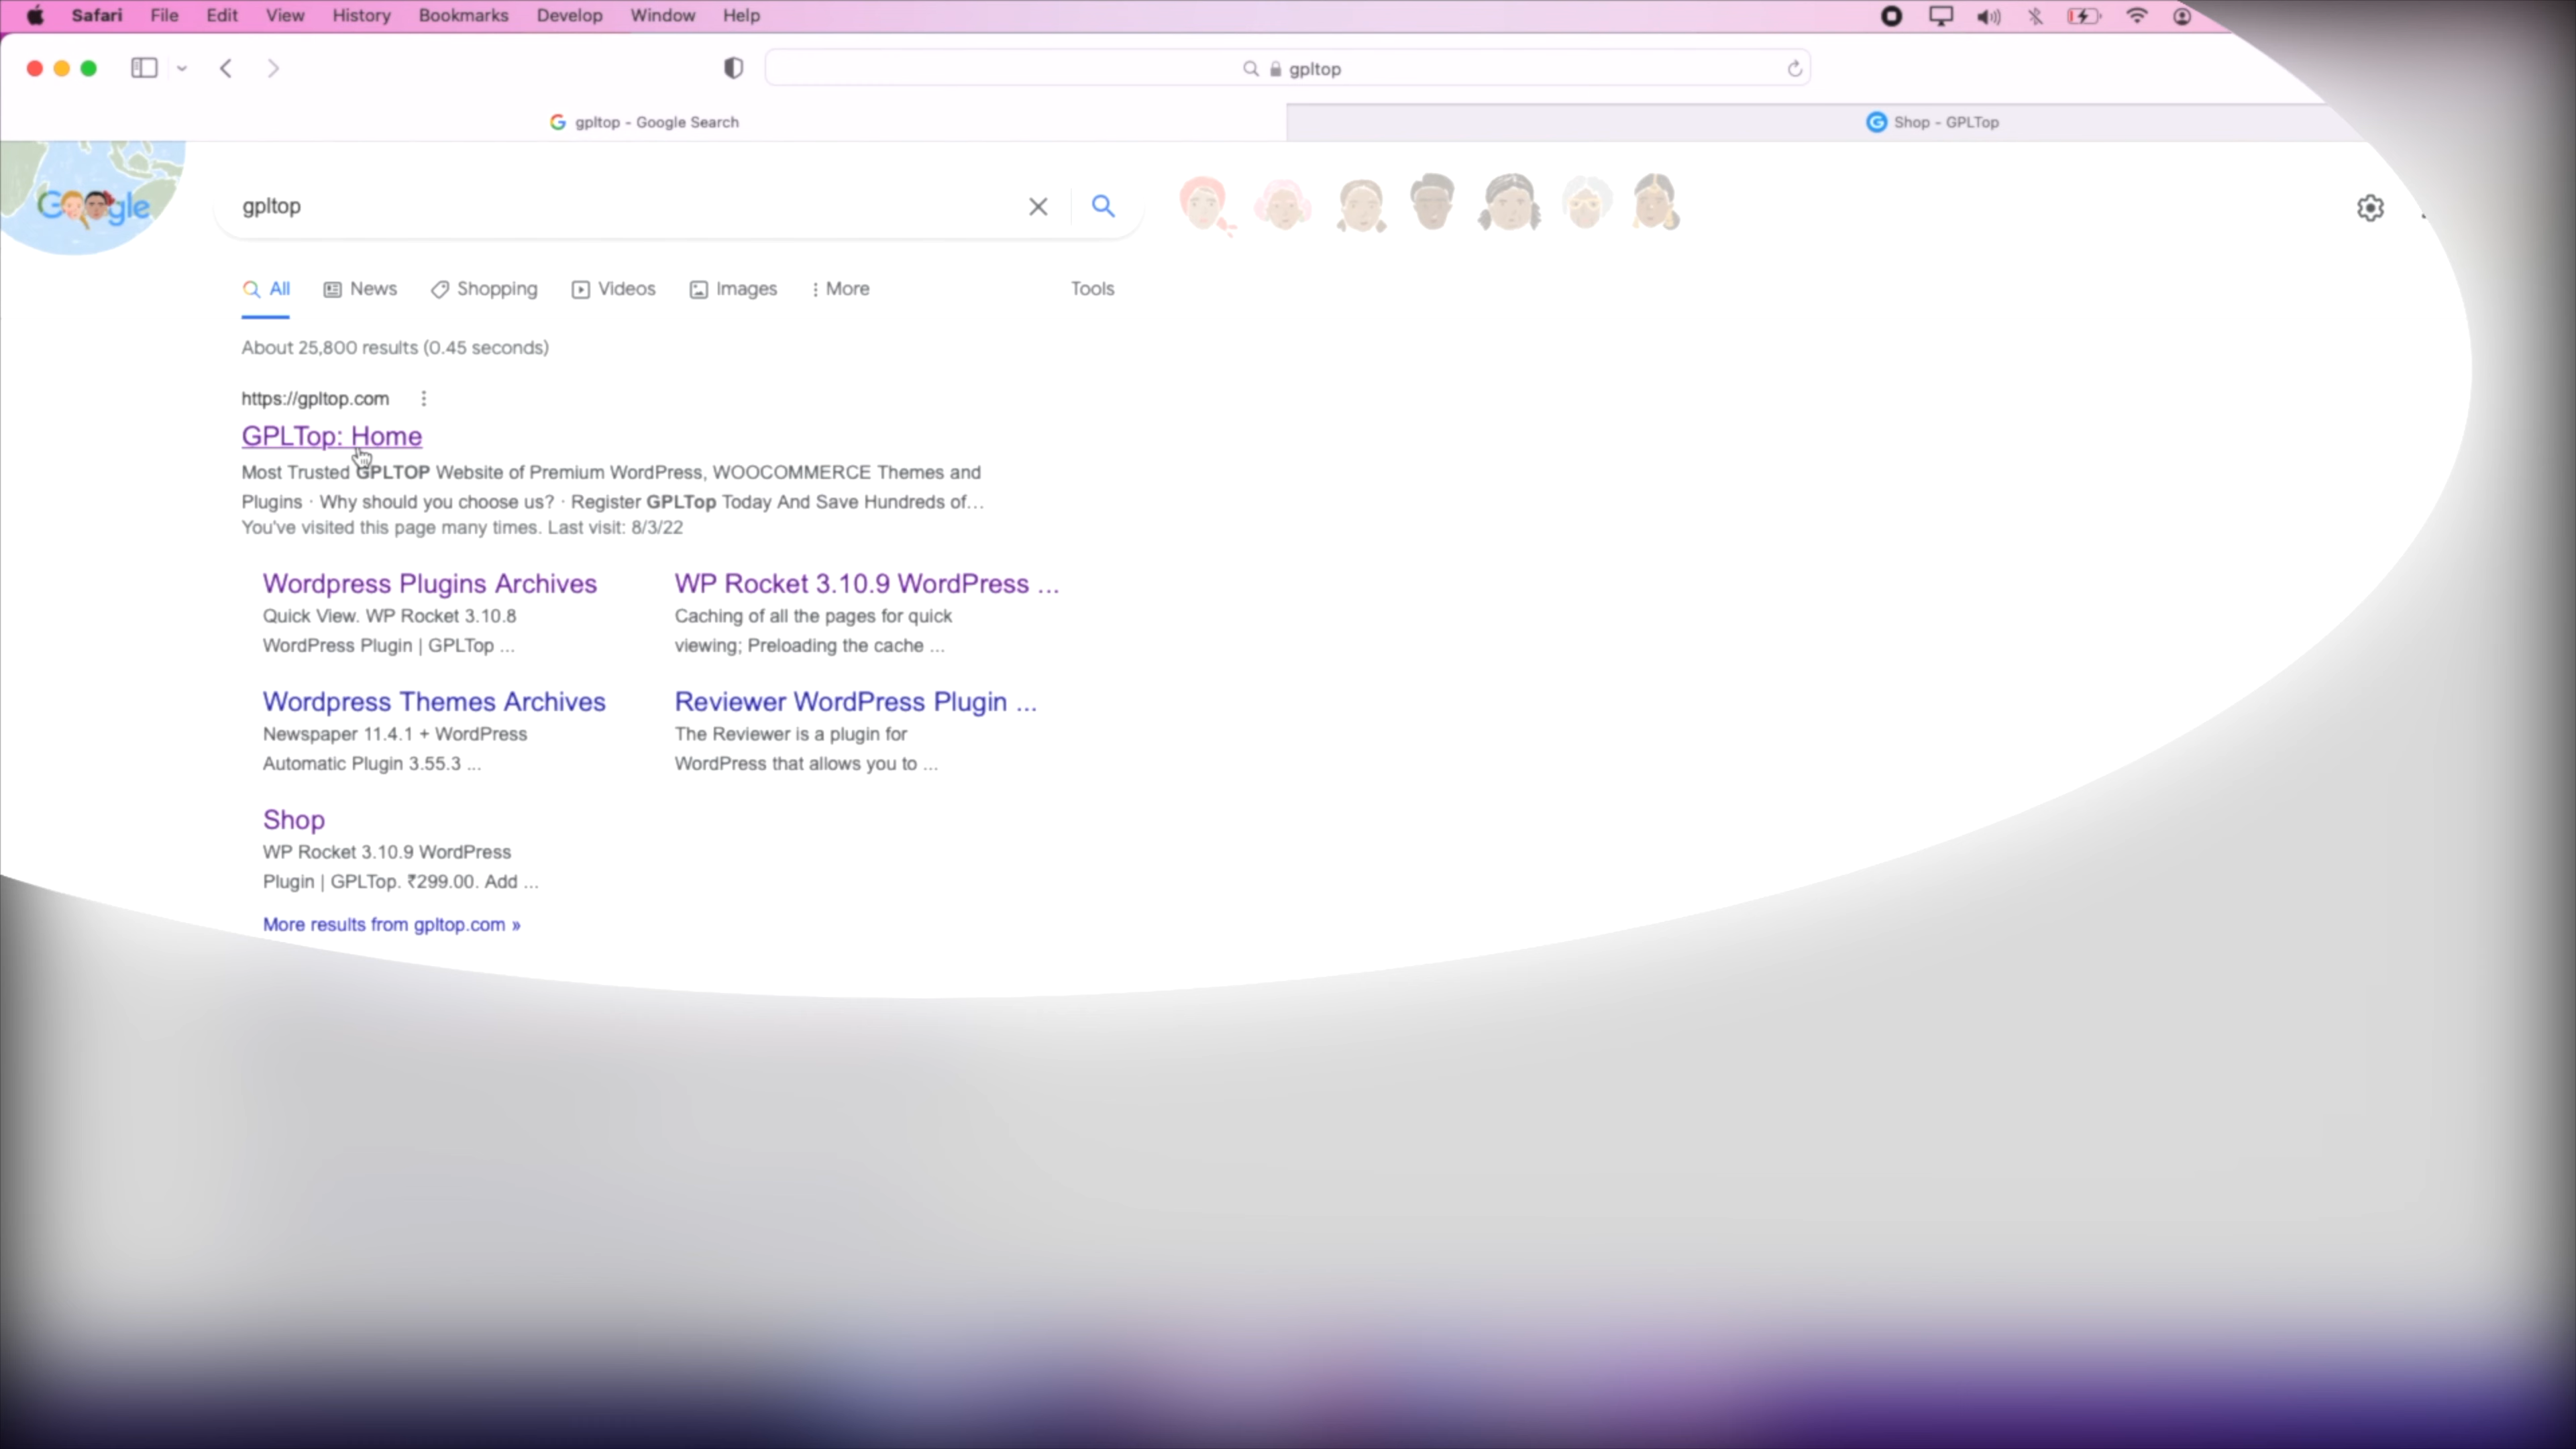 Safari File Edit View History Bookmarks Develop Window Help
gpltop
gpltop - Google Search
Shop - GPLTop
Google
gpltop
All News Shopping Videos Images More Tools
About 25,800 results (0.45 seconds)
https://gpltop.com
GPLTop: Home
Most Trusted GPLTOP Website of Premium WordPress, WOOCOMMERCE Themes and
Plugins · Why should you choose us? · Register GPLTop Today And Save Hundreds of...
You've visited this page many times. Last visit: 8/3/22
Wordpress Plugins Archives
Quick View. WP Rocket 3.10.8
WordPress Plugin | GPLTop ...
WP Rocket 3.10.9 WordPress ...
Caching of all the pages for quick
viewing; Preloading the cache ...
Wordpress Themes Archives
Newspaper 11.4.1 + WordPress
Automatic Plugin 3.55.3 ...
Reviewer WordPress Plugin ...
The Reviewer is a plugin for
WordPress that allows you to ...
Shop
WP Rocket 3.10.9 WordPress
Plugin | GPLTop. ₹299.00. Add ...
More results from gpltop.com »